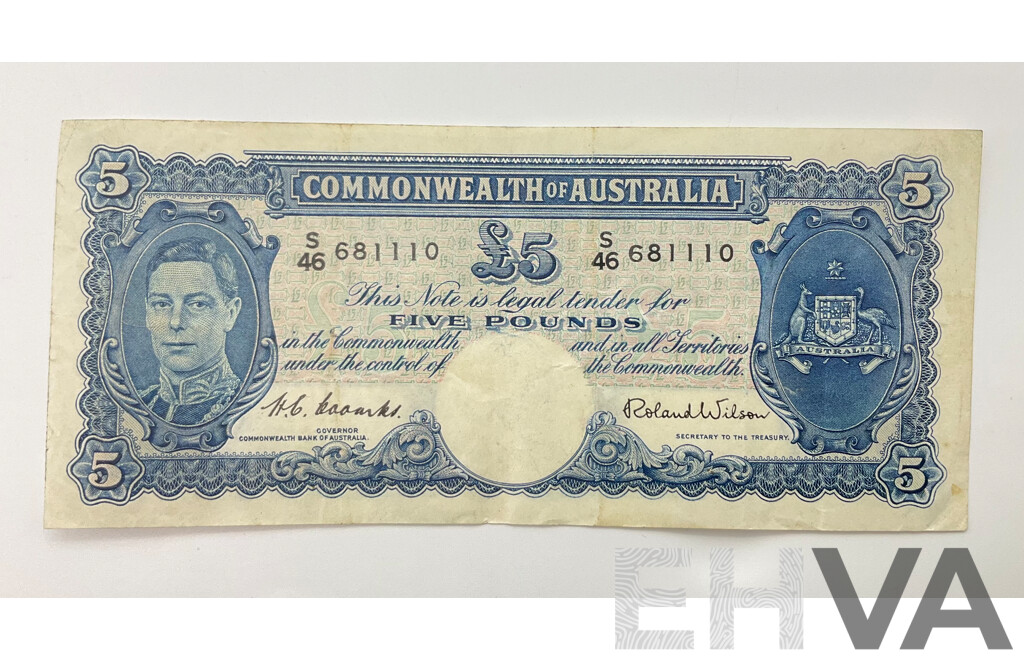 COMMONWEALTH OF AUSTRALIA
5 5
S/46 681110 £5 S/46 681110
This Note is legal tender for
FIVE POUNDS
in the Commonwealth and in all Territories
under the control of the Commonwealth.
AUSTRALIA
H.C. Coombs. Roland Wilson
GOVERNOR
COMMONWEALTH BANK OF AUSTRALIA. SECRETARY TO THE TREASURY.
5 5
EHVA